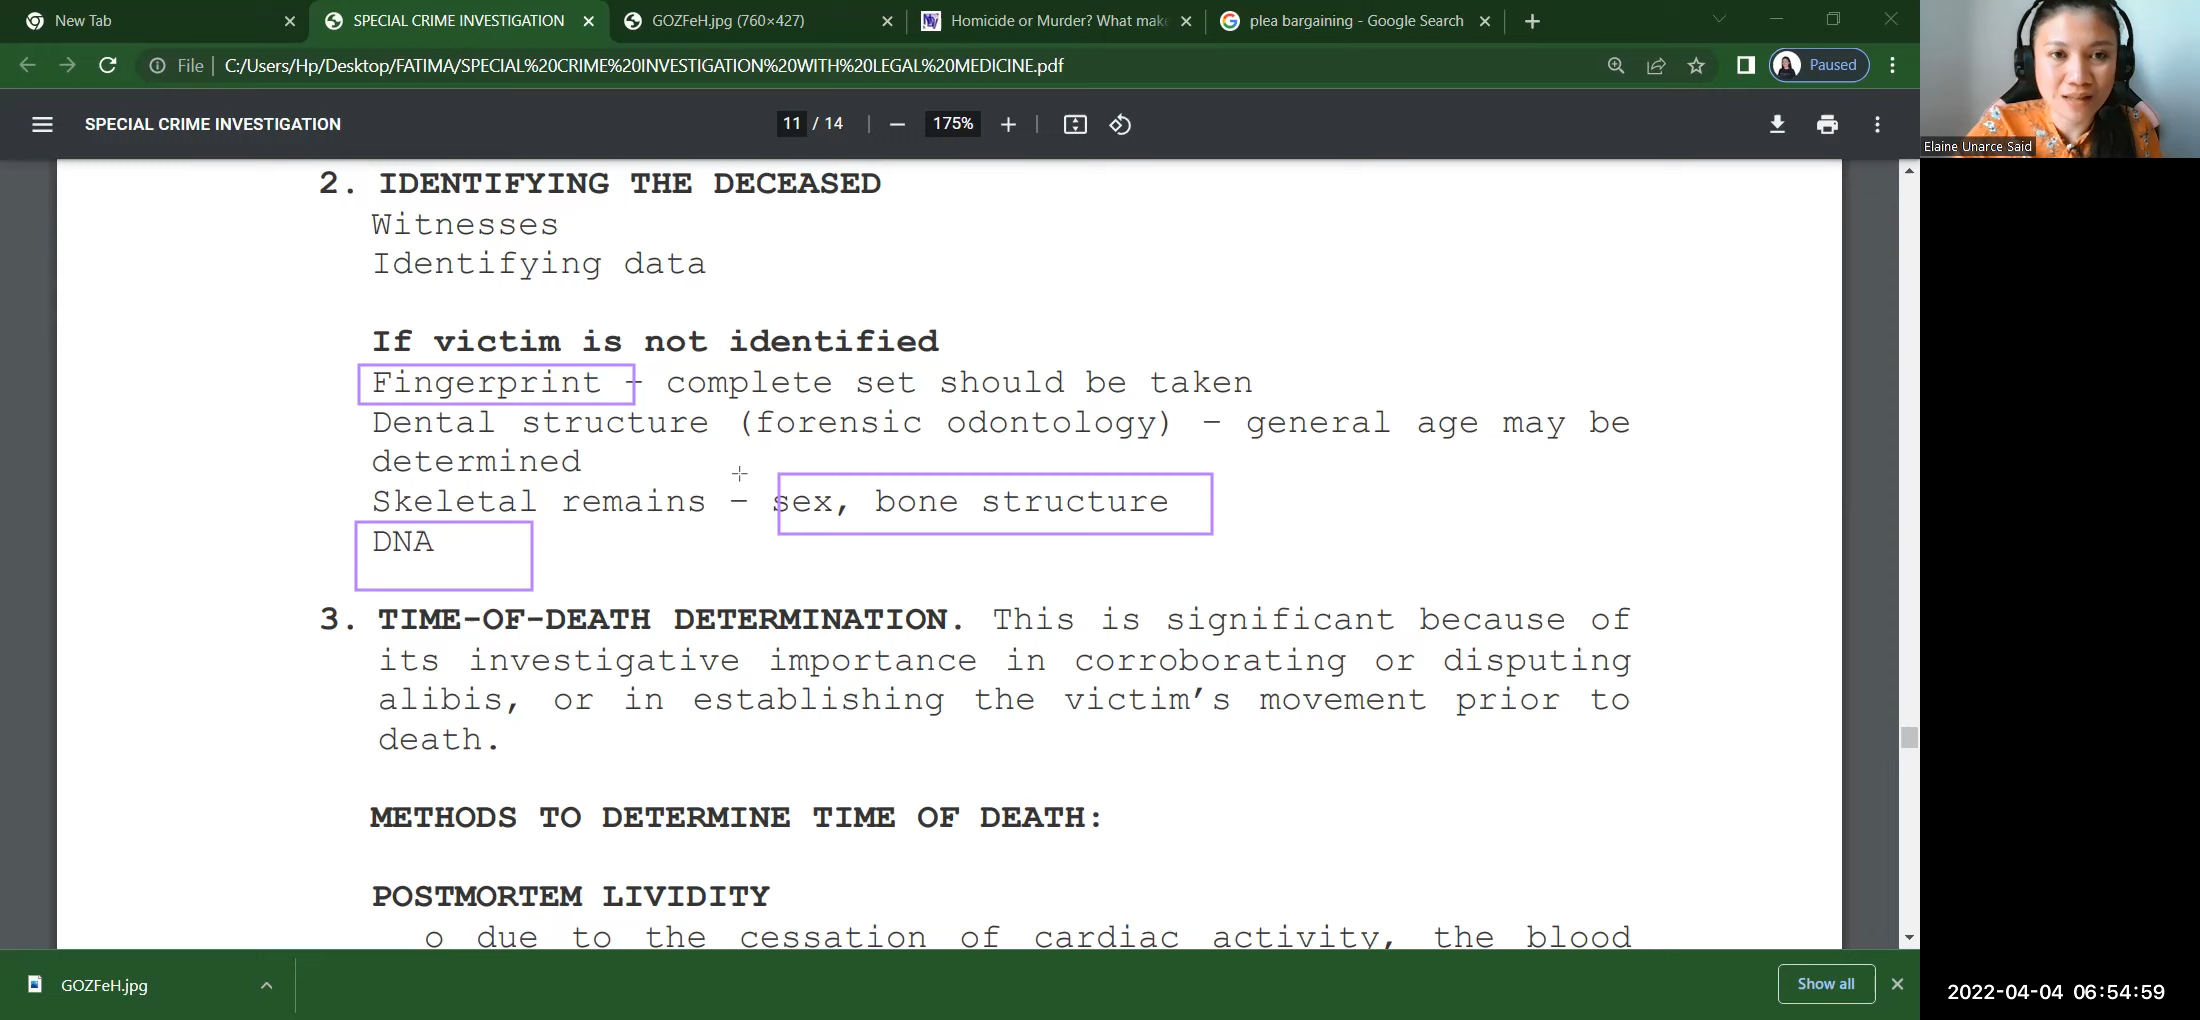 New Tab
SPECIAL CRIME INVESTIGATION
GOZFeH.jpg (760×427)
Homicide or Murder? What make
plea bargaining - Google Search
File
C:/Users/Hp/Desktop/FATIMA/SPECIAL%20CRIME%20INVESTIGATION%20WITH%20LEGAL%20MEDICINE.pdf
Paused
Elaine Unarce Said
SPECIAL CRIME INVESTIGATION
11 / 14
175%
2. IDENTIFYING THE DECEASED
Witnesses
Identifying data
If victim is not identified
Fingerprint – complete set should be taken
Dental structure (forensic odontology) – general age may be
determined
Skeletal remains – sex, bone structure
DNA
3. TIME-OF-DEATH DETERMINATION. This is significant because of
its investigative importance in corroborating or disputing
alibis, or in establishing the victim’s movement prior to
death.
METHODS TO DETERMINE TIME OF DEATH:
POSTMORTEM LIVIDITY
o due to the cessation of cardiac activity, the blood
GOZFeH.jpg
Show all
2022-04-04 06:54:59